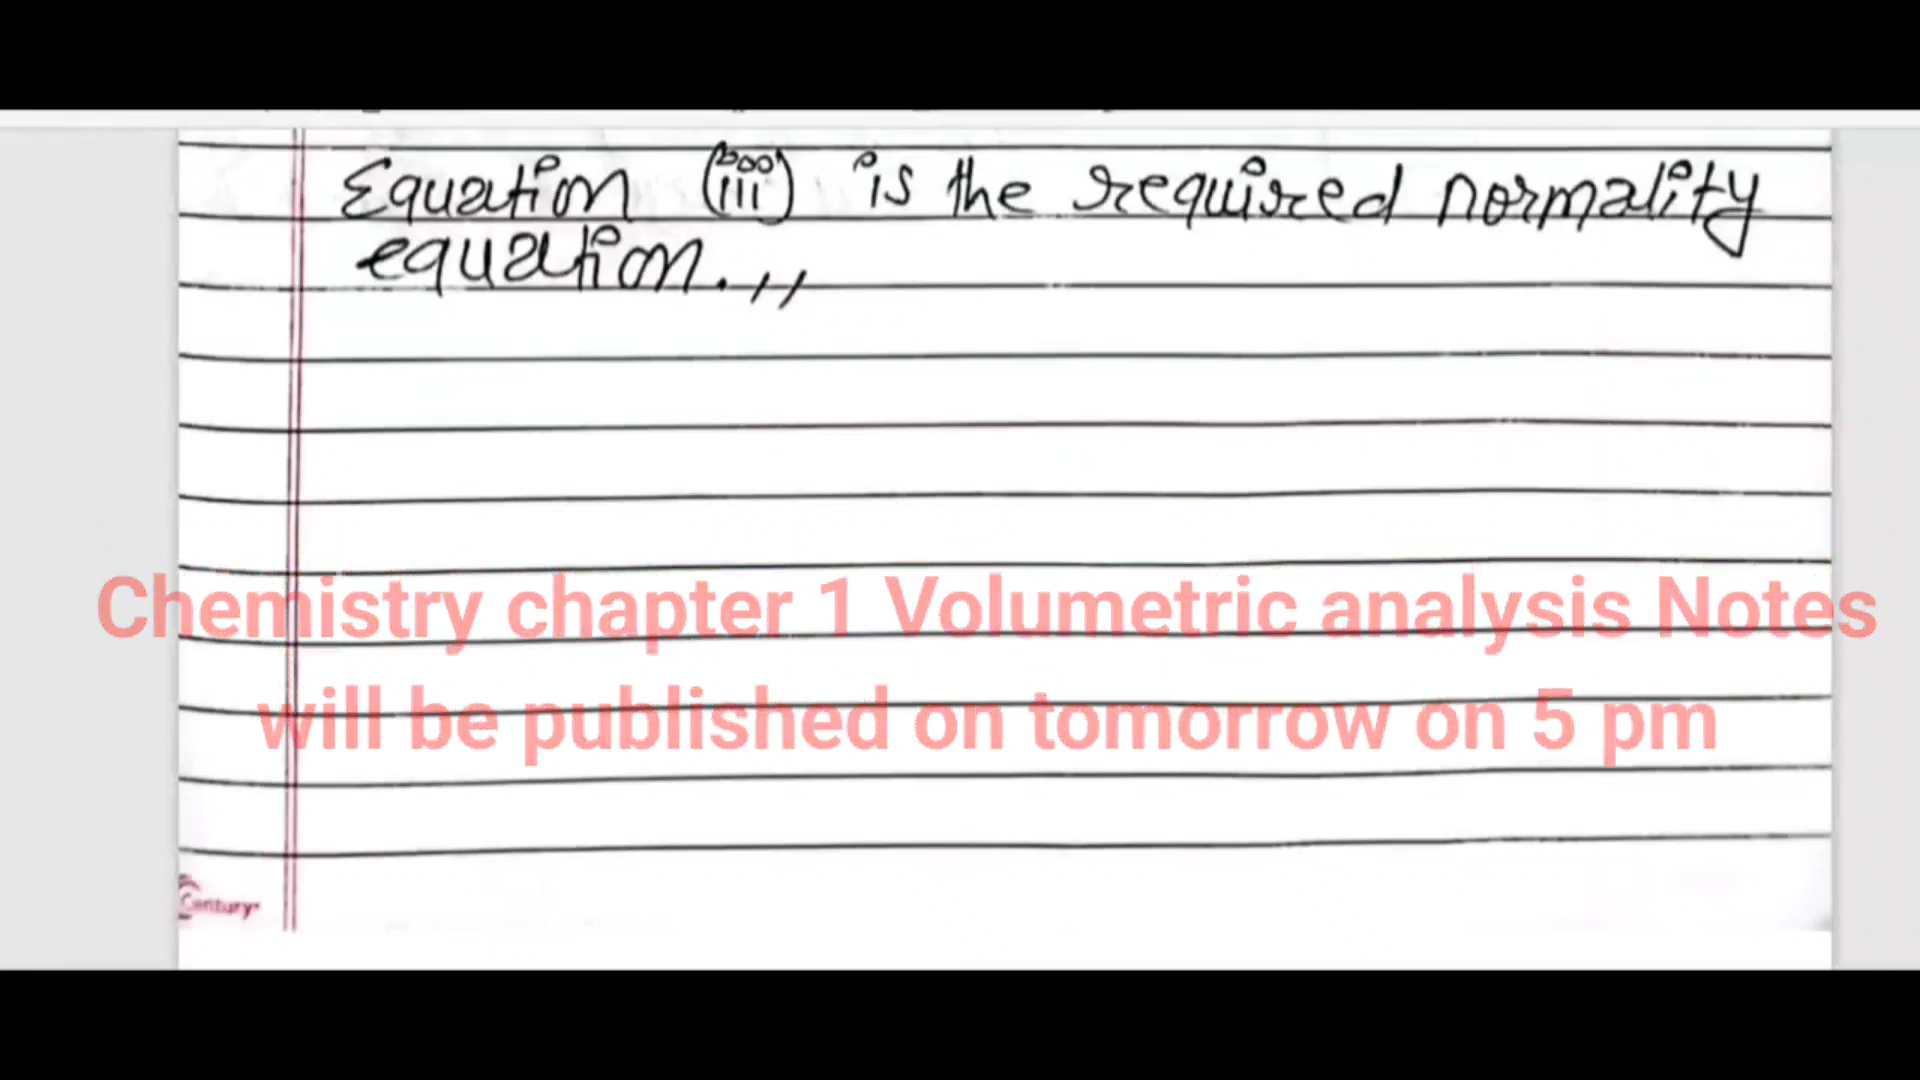 Equation (iii) is the required normality
equation.,,
Chemistry chapter 1 Volumetric analysis Notes
will be published on tomorrow on 5 pm
Century